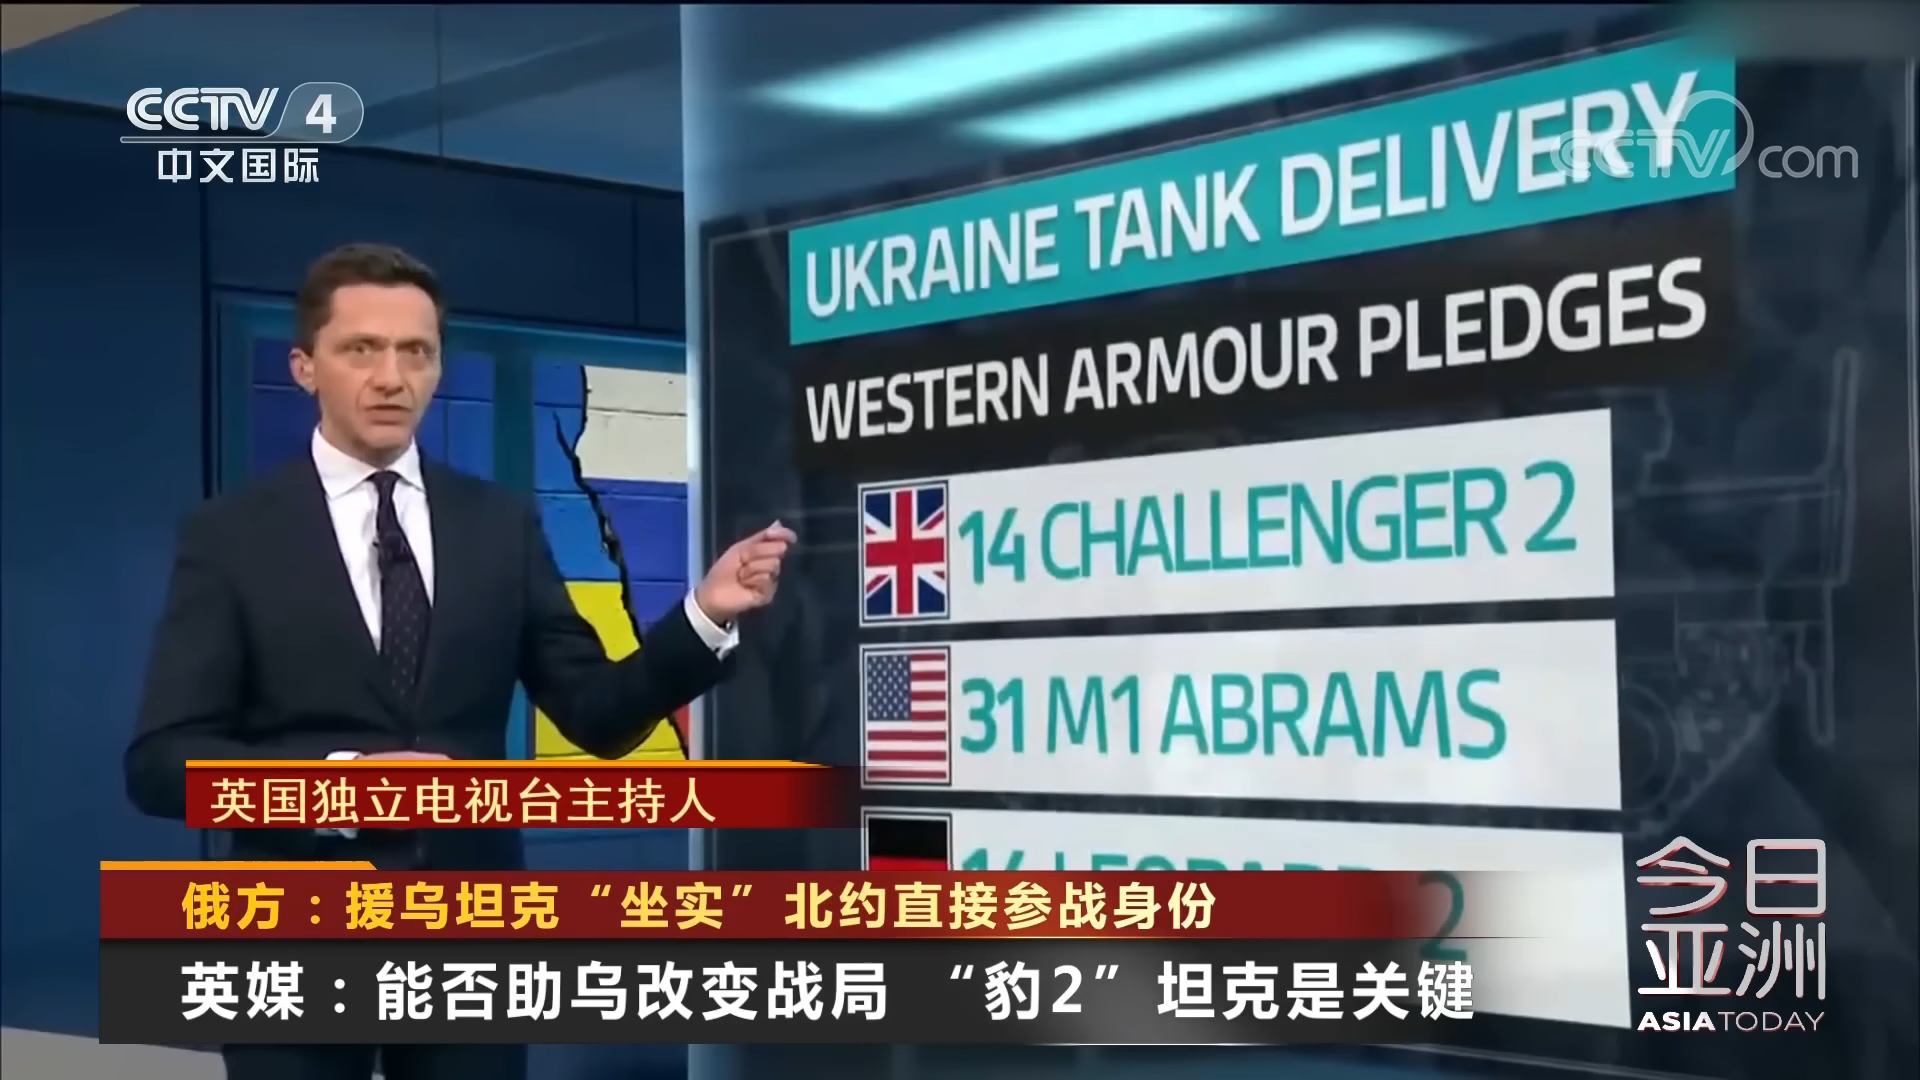 CCTV 4
中文国际
CCTV com
UKRAINE TANK DELIVERY
WESTERN ARMOUR PLEDGES
14 CHALLENGER 2
31 M1 ABRAMS
14 LEOPARD 2
英国独立电视台主持人
俄方：援乌坦克“坐实”北约直接参战身份
英媒：能否助乌改变战局 “豹2”坦克是关键
今日
亚洲
ASIA TODAY